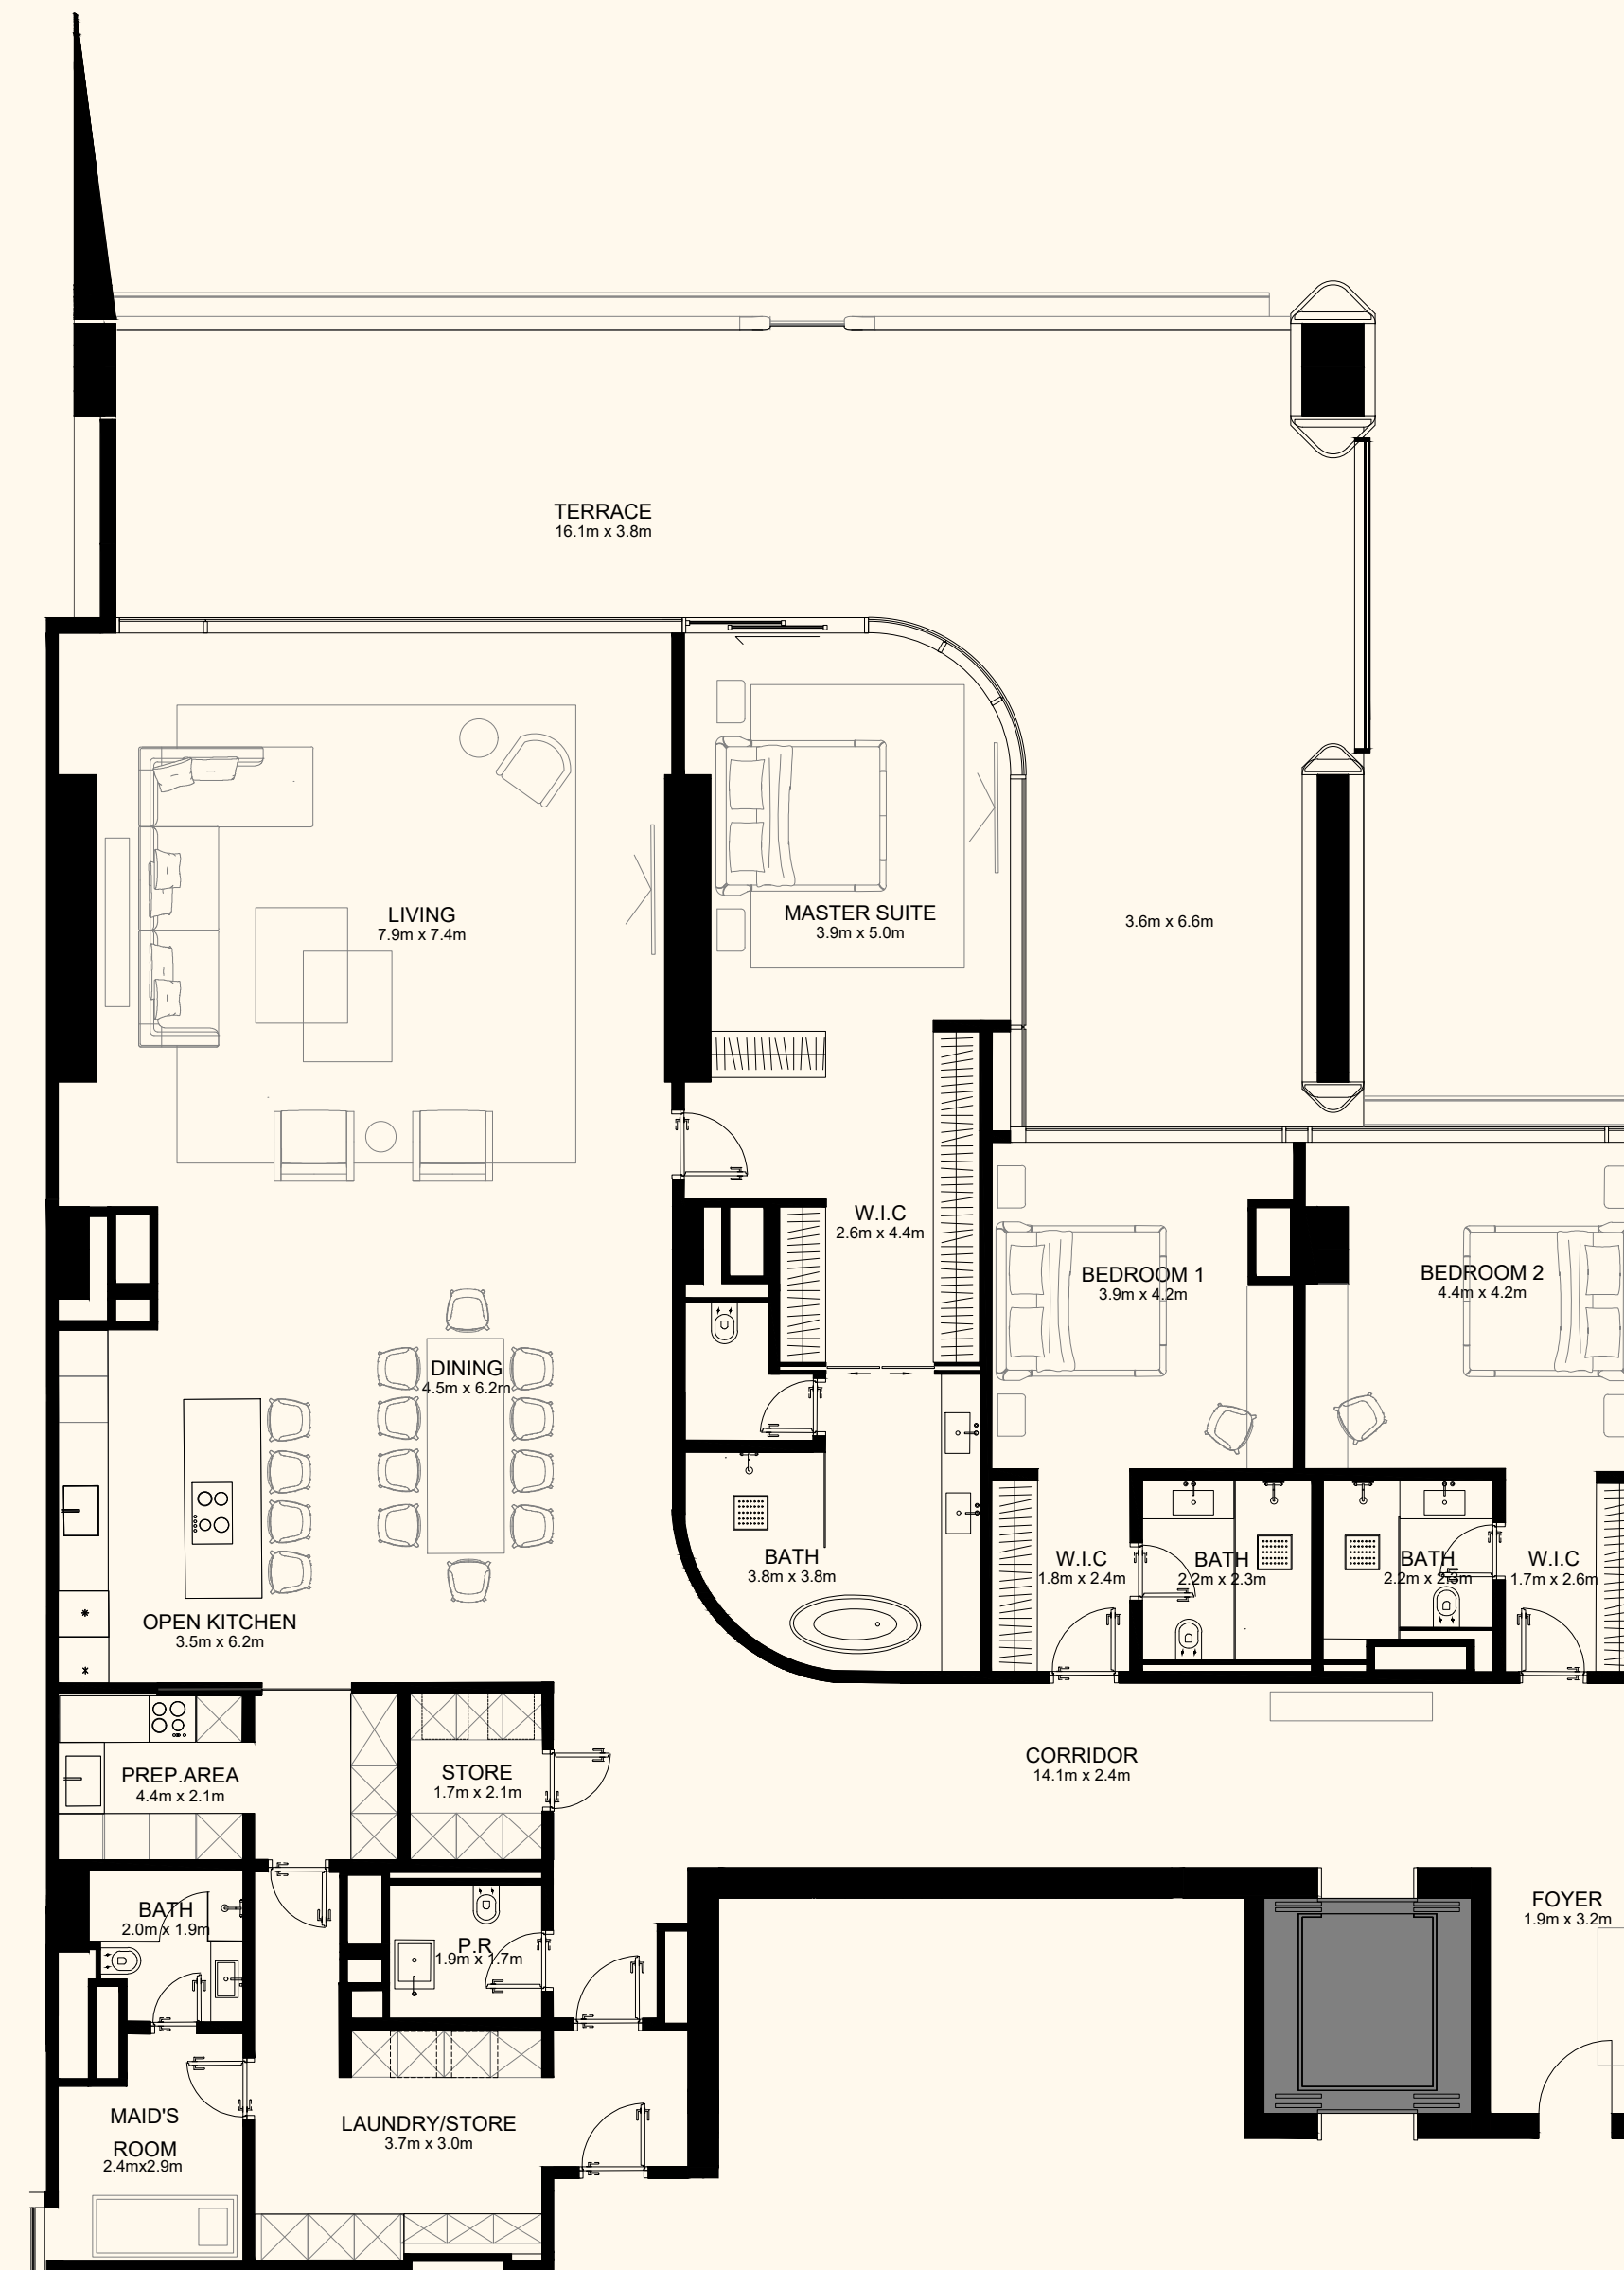 TERRACE
16.1m x 3.8m
LIVING
7.9m x 7.4m
MASTER SUITE
3.9m x 5.0m
3.6m x 6.6m
W.I.C
2.6m x 4.4m
BEDROOM 1
3.9m x 4.2m
BEDROOM 2
4.4m x 4.2m
DINING
4.5m x 6.2m
OPEN KITCHEN
3.5m x 6.2m
BATH
3.8m x 3.8m
W.I.C
1.8m x 2.4m
BATH
2.2m x 2.3m
BATH
2.2m x 2.3m
W.I.C
1.7m x 2.6m
PREP.AREA
4.4m x 2.1m
STORE
1.7m x 2.1m
CORRIDOR
14.1m x 2.4m
BATH
2.0m x 1.9m
P.R
1.9m x 1.7m
FOYER
1.9m x 3.2m
MAID'S
ROOM
2.4mx2.9m
LAUNDRY/STORE
3.7m x 3.0m